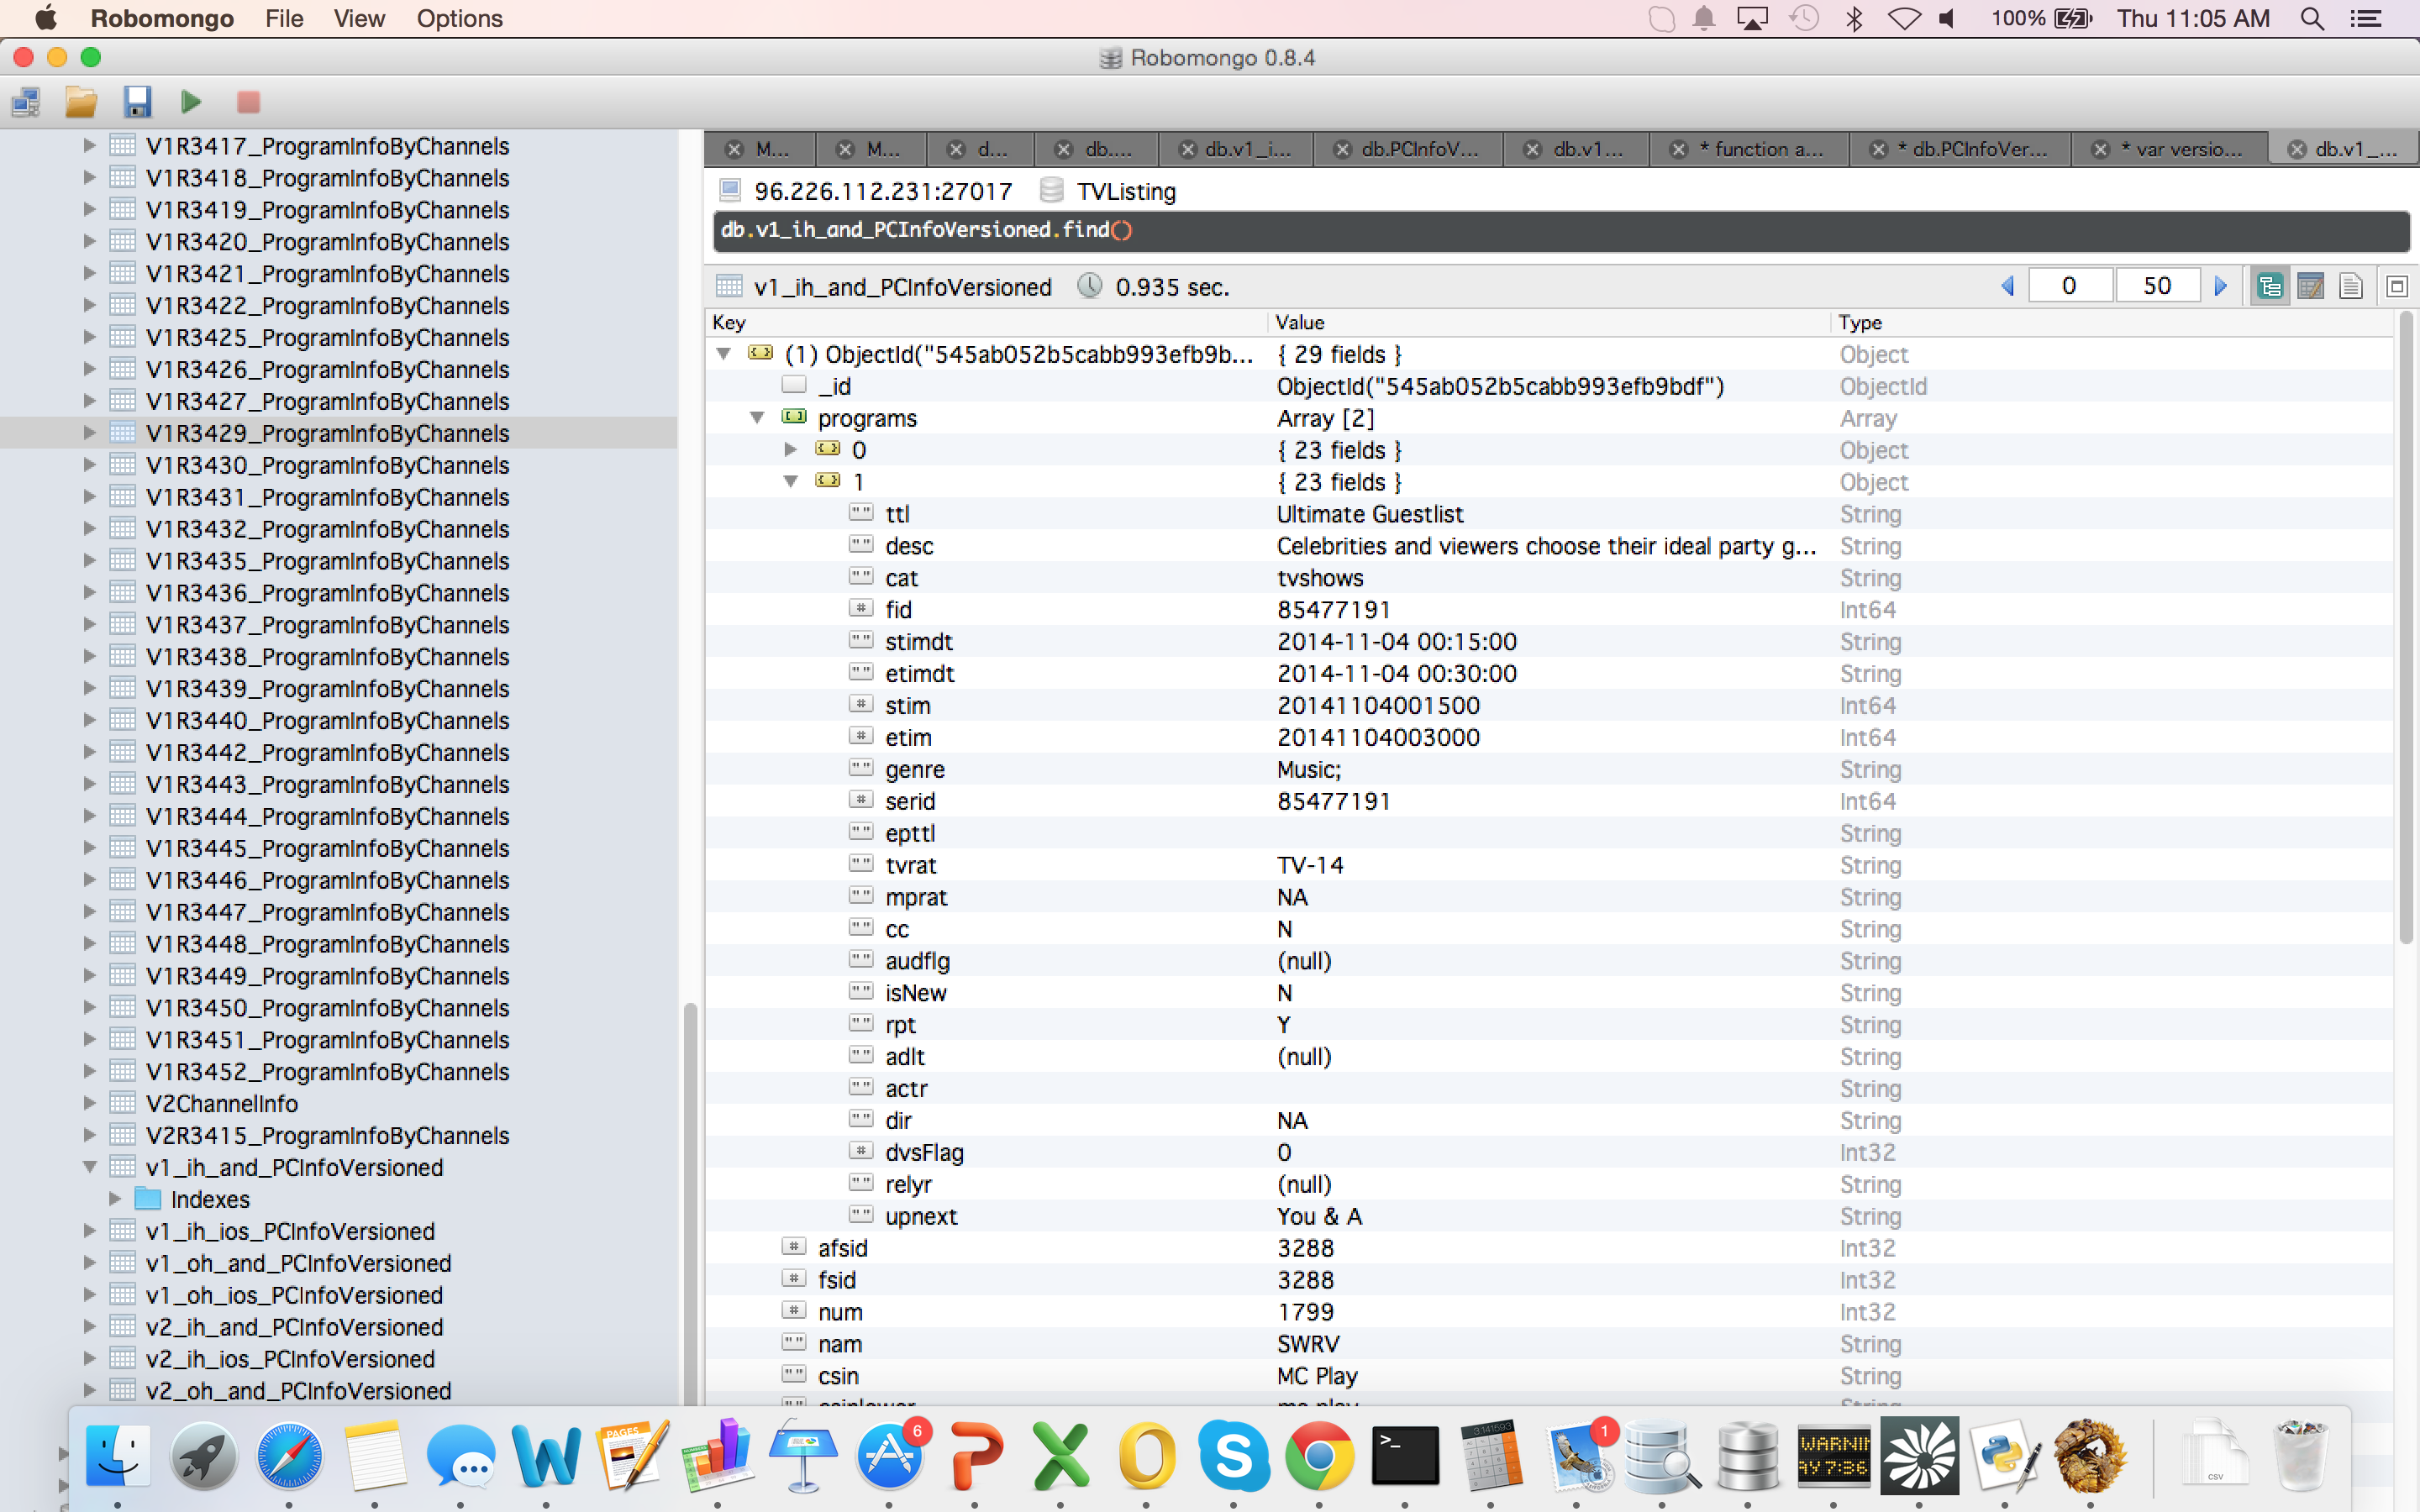 Robomongo File View Options 100% Thu 11:05 AM
Robomongo 0.8.4
V1R3417_ProgramInfoByChannels
V1R3418_ProgramInfoByChannels
V1R3419_ProgramInfoByChannels
V1R3420_ProgramInfoByChannels
V1R3421_ProgramInfoByChannels
V1R3422_ProgramInfoByChannels
V1R3425_ProgramInfoByChannels
V1R3426_ProgramInfoByChannels
V1R3427_ProgramInfoByChannels
V1R3429_ProgramInfoByChannels
V1R3430_ProgramInfoByChannels
V1R3431_ProgramInfoByChannels
V1R3432_ProgramInfoByChannels
V1R3435_ProgramInfoByChannels
V1R3436_ProgramInfoByChannels
V1R3437_ProgramInfoByChannels
V1R3438_ProgramInfoByChannels
V1R3439_ProgramInfoByChannels
V1R3440_ProgramInfoByChannels
V1R3442_ProgramInfoByChannels
V1R3443_ProgramInfoByChannels
V1R3444_ProgramInfoByChannels
V1R3445_ProgramInfoByChannels
V1R3446_ProgramInfoByChannels
V1R3447_ProgramInfoByChannels
V1R3448_ProgramInfoByChannels
V1R3449_ProgramInfoByChannels
V1R3450_ProgramInfoByChannels
V1R3451_ProgramInfoByChannels
V1R3452_ProgramInfoByChannels
V2ChannelInfo
V2R3415_ProgramInfoByChannels
v1_ih_and_PCInfoVersioned
Indexes
v1_ih_ios_PCInfoVersioned
v1_oh_and_PCInfoVersioned
v1_oh_ios_PCInfoVersioned
v2_ih_and_PCInfoVersioned
v2_ih_ios_PCInfoVersioned
v2_oh_and_PCInfoVersioned
M... M... d... db.... db.v1_i... db.PCInfoV... db.v1... * function a... * db.PCInfoVer... * var versio... db.v1_...
96.226.112.231:27017 TVListing
db.v1_ih_and_PCInfoVersioned.find()
v1_ih_and_PCInfoVersioned 0.935 sec. 0 50
Key Value Type
(1) ObjectId("545ab052b5cabb993efb9b... { 29 fields } Object
_id ObjectId("545ab052b5cabb993efb9bdf") ObjectId
programs Array [2] Array
0 { 23 fields } Object
1 { 23 fields } Object
ttl Ultimate Guestlist String
desc Celebrities and viewers choose their ideal party g... String
cat tvshows String
fid 85477191 Int64
stimdt 2014-11-04 00:15:00 String
etimdt 2014-11-04 00:30:00 String
stim 20141104001500 Int64
etim 20141104003000 Int64
genre Music; String
serid 85477191 Int64
epttl String
tvrat TV-14 String
mprat NA String
cc N String
audflg (null) String
isNew N String
rpt Y String
adlt (null) String
actr String
dir NA String
dvsFlag 0 Int32
relyr (null) String
upnext You & A String
afsid 3288 Int32
fsid 3288 Int32
num 1799 Int32
nam SWRV String
csin MC Play String
PAGES
6
3.141593
1
WARNIN
AY 7:36
CSV